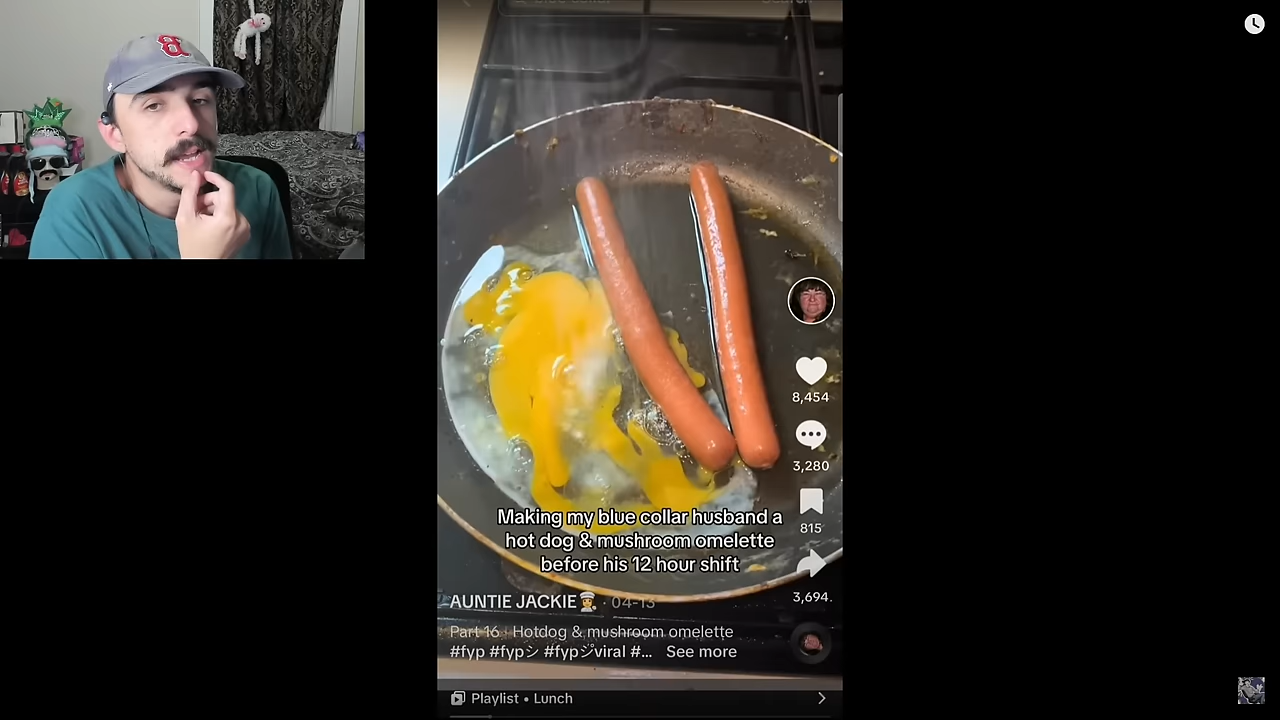 B
Making my blue collar husband a
hot dog & mushroom omelette
before his 12 hour shift
8,454
3,280
815
3,694
AUNTIE JACKIE👩‍🍳 · 04-13
Part 16 Hotdog & mushroom omelette
#fyp #fypシ #fypジviral #... See more
Playlist • Lunch